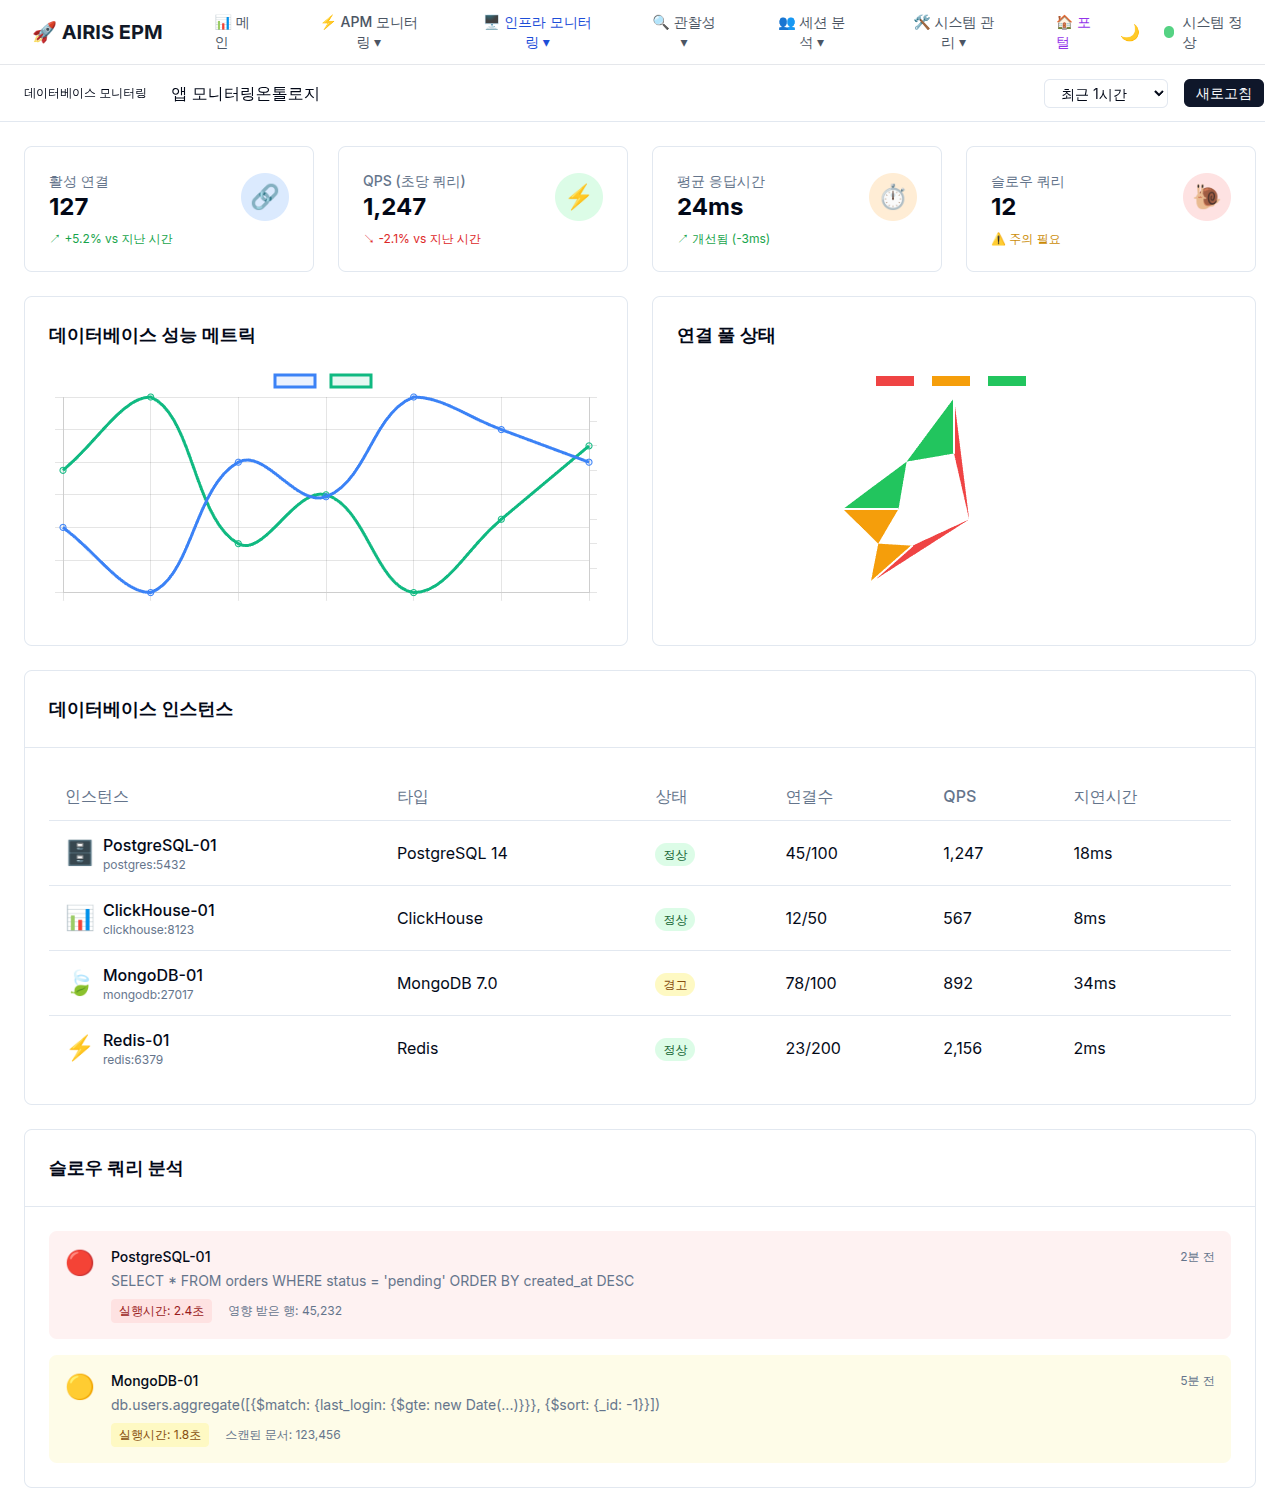 🚀 AIRIS EPM
📊 메인
⚡ APM 모니터링 ▾
🖥️ 인프라 모니터링 ▾
🔍 관찰성 ▾
👥 세션 분석 ▾
🛠️ 시스템 관리 ▾
🏠 포털
🌙
시스템 정상
데이터베이스 모니터링
앱 모니터링온톨로지
최근 1시간
새로고침
활성 연결
127
↗ +5.2% vs 지난 시간
QPS (초당 쿼리)
1,247
↘ -2.1% vs 지난 시간
평균 응답시간
24ms
↗ 개선됨 (-3ms)
슬로우 쿼리
12
⚠️ 주의 필요
데이터베이스 성능 메트릭
연결 풀 상태
데이터베이스 인스턴스
인스턴스 타입 상태 연결수 QPS 지연시간
PostgreSQL-01
postgres:5432
PostgreSQL 14 정상 45/100 1,247 18ms
ClickHouse-01
clickhouse:8123
ClickHouse 정상 12/50 567 8ms
MongoDB-01
mongodb:27017
MongoDB 7.0 경고 78/100 892 34ms
Redis-01
redis:6379
Redis 정상 23/200 2,156 2ms
슬로우 쿼리 분석
PostgreSQL-01
2분 전
SELECT * FROM orders WHERE status = 'pending' ORDER BY created_at DESC
실행시간: 2.4초 영향 받은 행: 45,232
MongoDB-01
5분 전
db.users.aggregate([{$match: {last_login: {$gte: new Date(...)}}}, {$sort: {_id: -1}}])
실행시간: 1.8초 스캔된 문서: 123,456